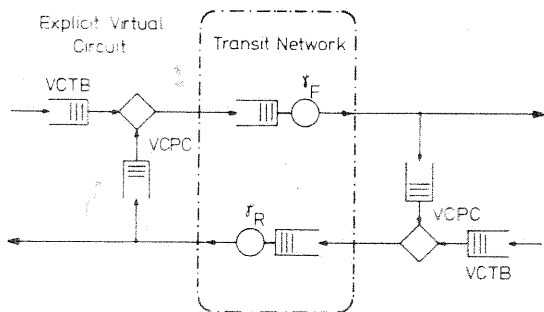 Explicit Virtual
Circuit
Transit Network
VCTB
γF
VCPC
VCPC
γR
VCTB